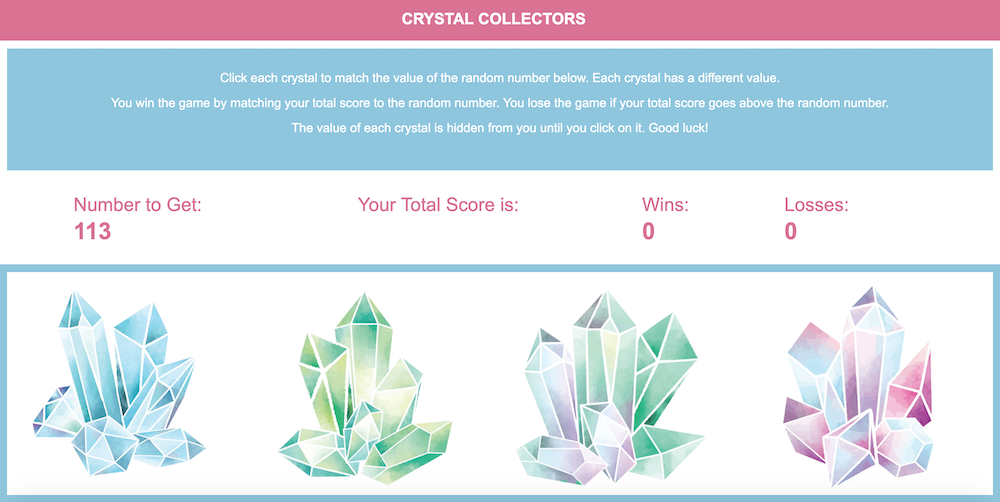 CRYSTAL COLLECTORS
Click each crystal to match the value of the random number below. Each crystal has a different value.
You win the game by matching your total score to the random number. You lose the game if your total score goes above the random number.
The value of each crystal is hidden from you until you click on it. Good luck!
Number to Get:
113
Your Total Score is:
Wins:
0
Losses:
0